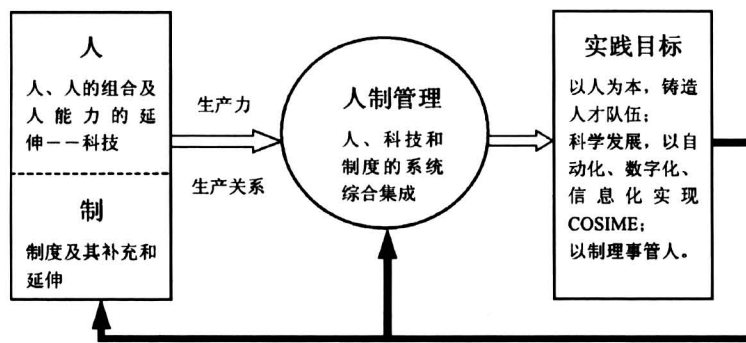 人
人、人的组合及
人能力的延
伸——科技
制
制度及其补充和
延伸
生产力
生产关系
人制管理
人、科技和
制度的系统
综合集成
实践目标
以人为本，铸造
人才队伍；
科学发展，以自
动化、数字化、
信息化实现
COSIME；
以制理事管人。